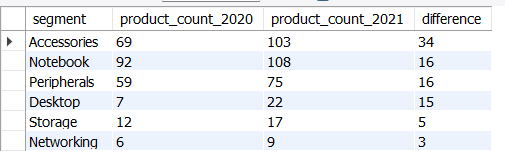 segment product_count_2020 product_count_2021 difference
Accessories 69 103 34
Notebook 92 108 16
Peripherals 59 75 16
Desktop 7 22 15
Storage 12 17 5
Networking 6 9 3